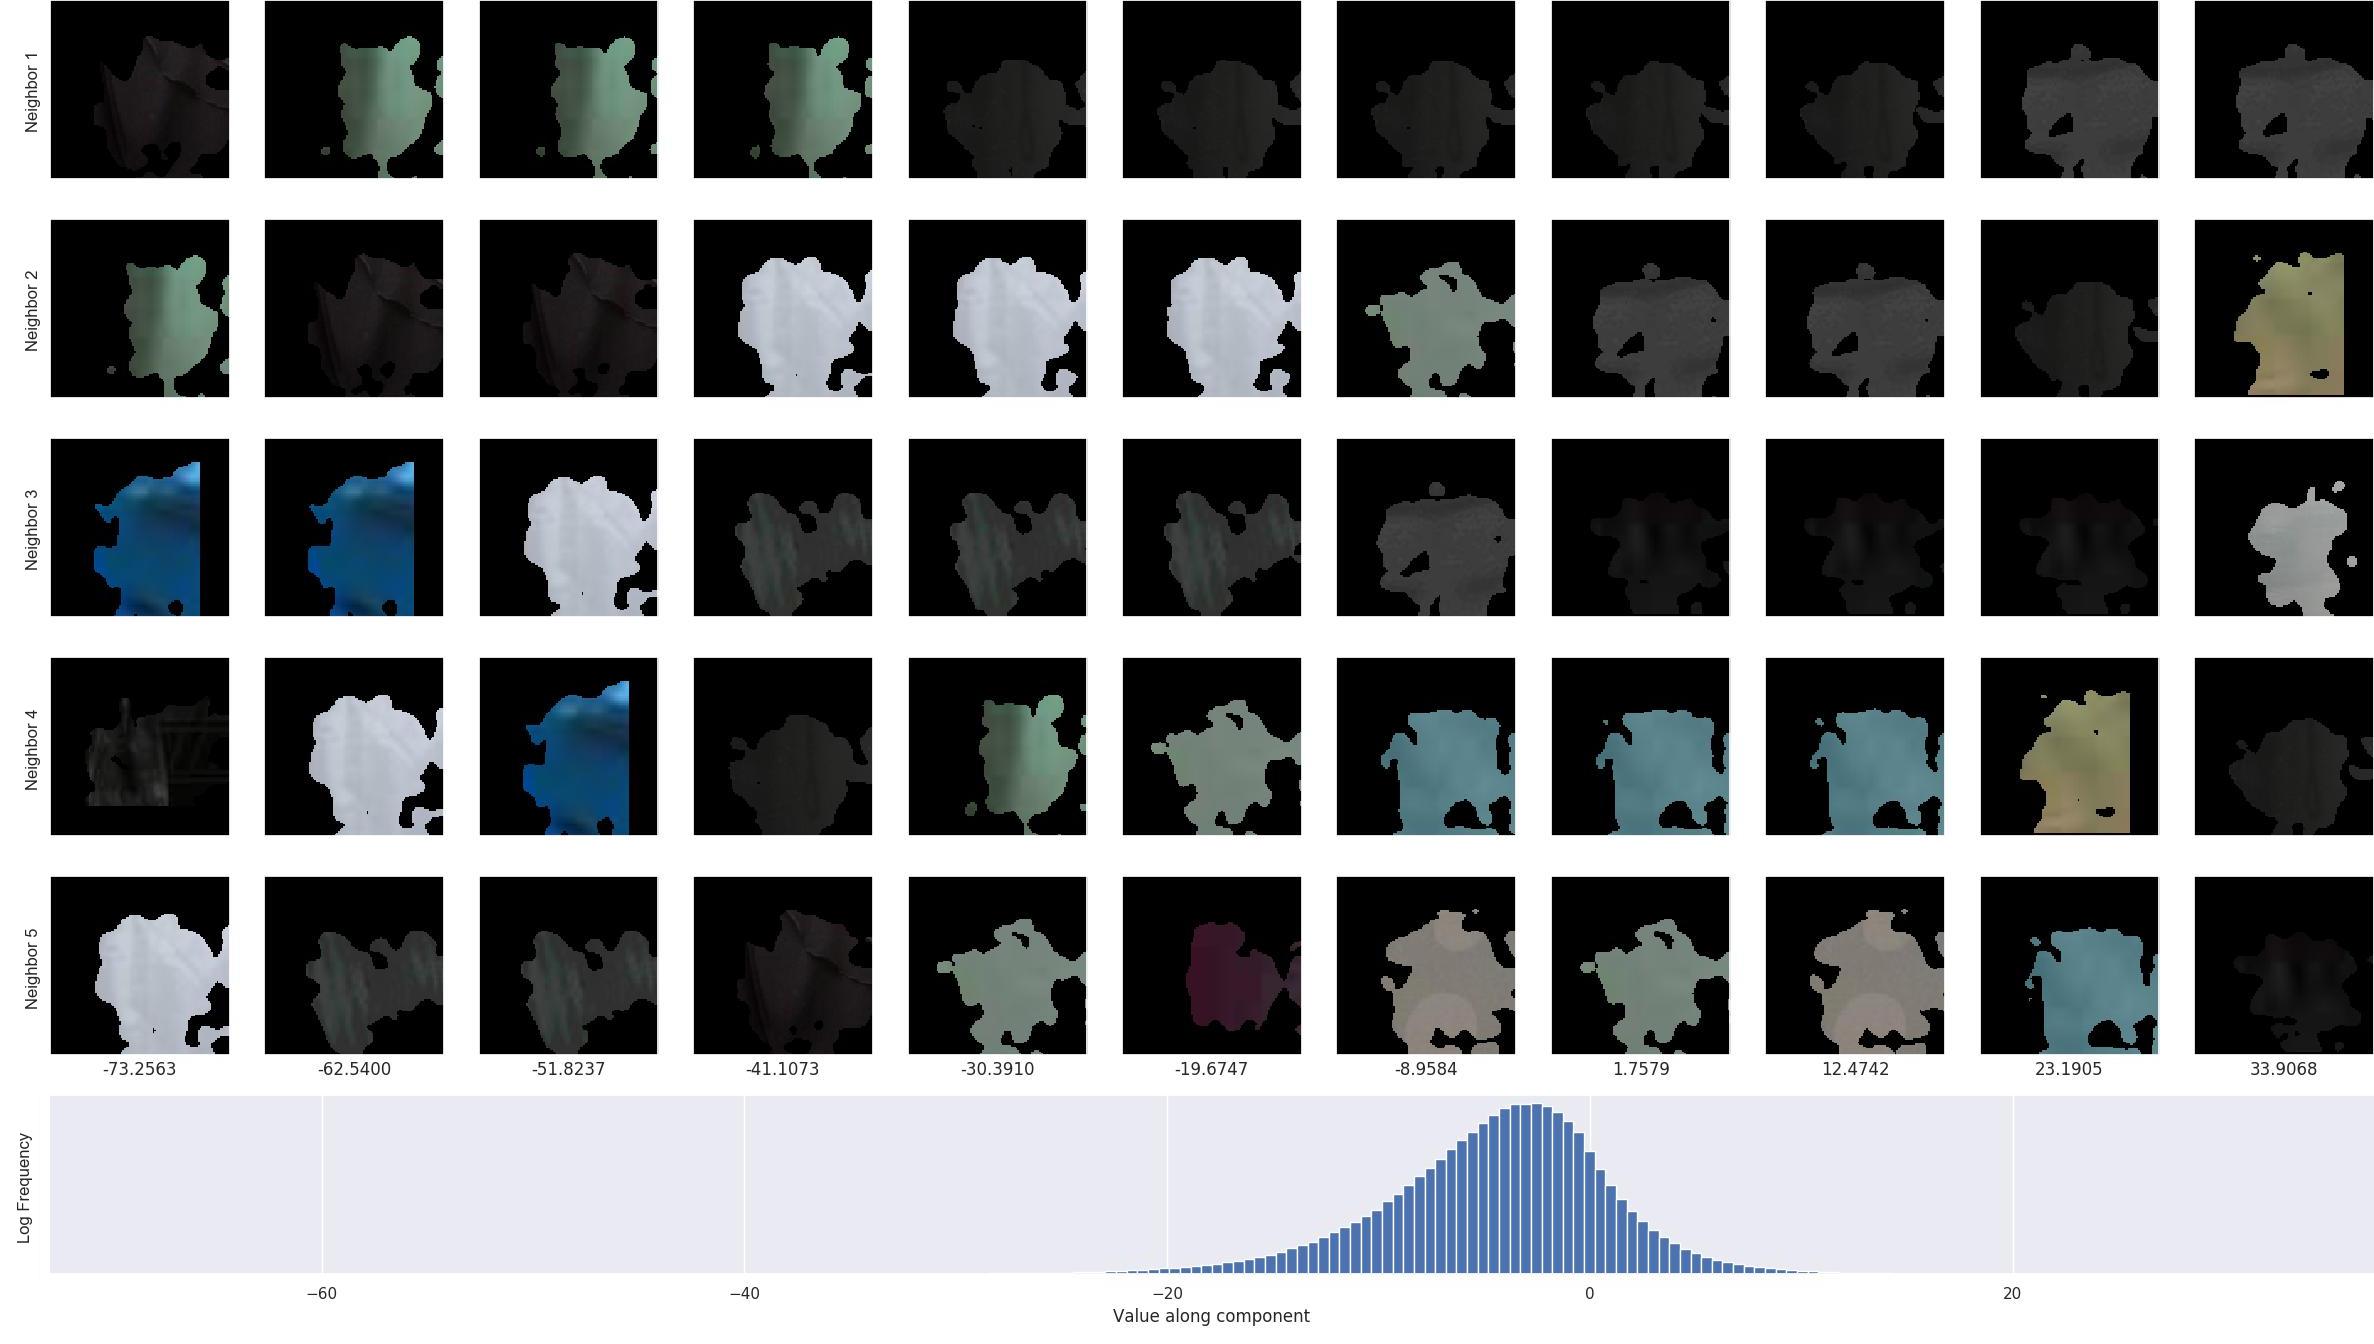 Neighbor 1
Neighbor 2
Neighbor 3
Neighbor 4
Neighbor 5
-73.2563 -62.5400 -51.8237 -41.1073 -30.3910 -19.6747 -8.9584 1.7579 12.4742 23.1905 33.9068
Log Frequency
−60 −40 −20 0 20
Value along component